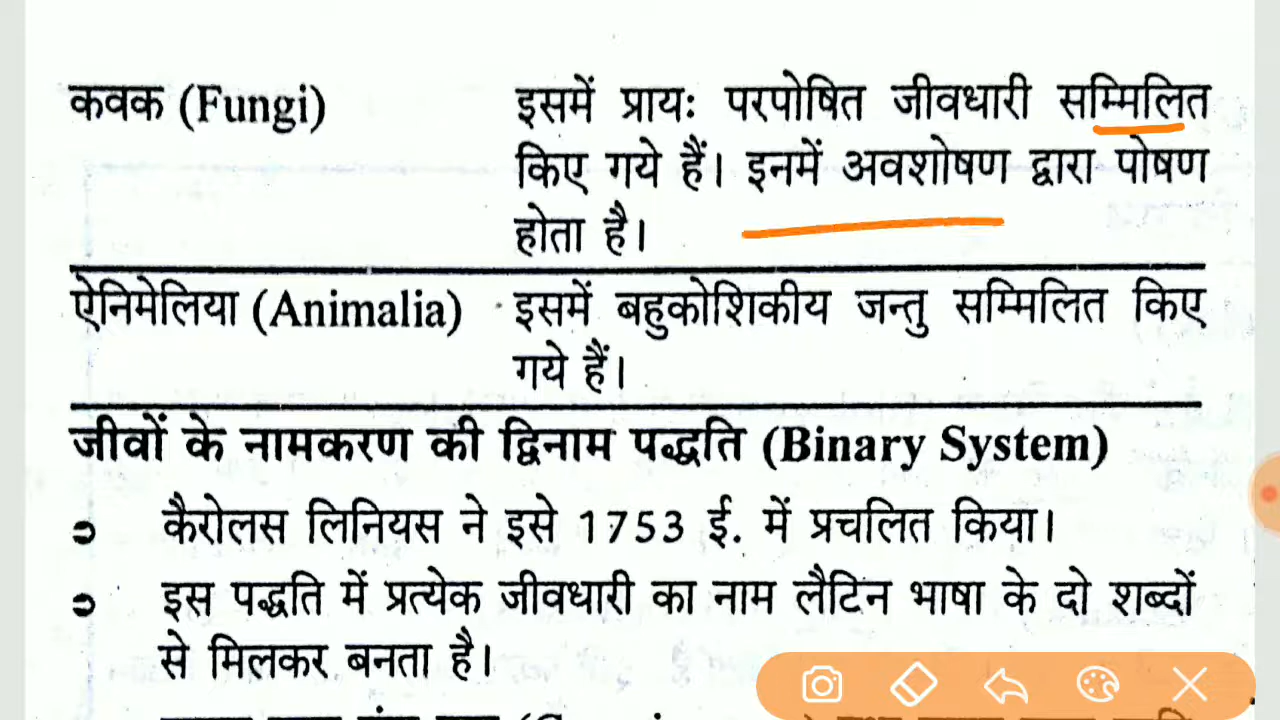 कवक (Fungi) इसमें प्रायः परपोषित जीवधारी सम्मिलित
किए गये हैं। इनमें अवशोषण द्वारा पोषण
होता है।
ऐनिमेलिया (Animalia) इसमें बहुकोशिकीय जन्तु सम्मिलित किए
गये हैं।
जीवों के नामकरण की द्विनाम पद्धति (Binary System)
➲ कैरोलस लिनियस ने इसे 1753 ई. में प्रचलित किया।
➲ इस पद्धति में प्रत्येक जीवधारी का नाम लैटिन भाषा के दो शब्दों
से मिलकर बनता है।